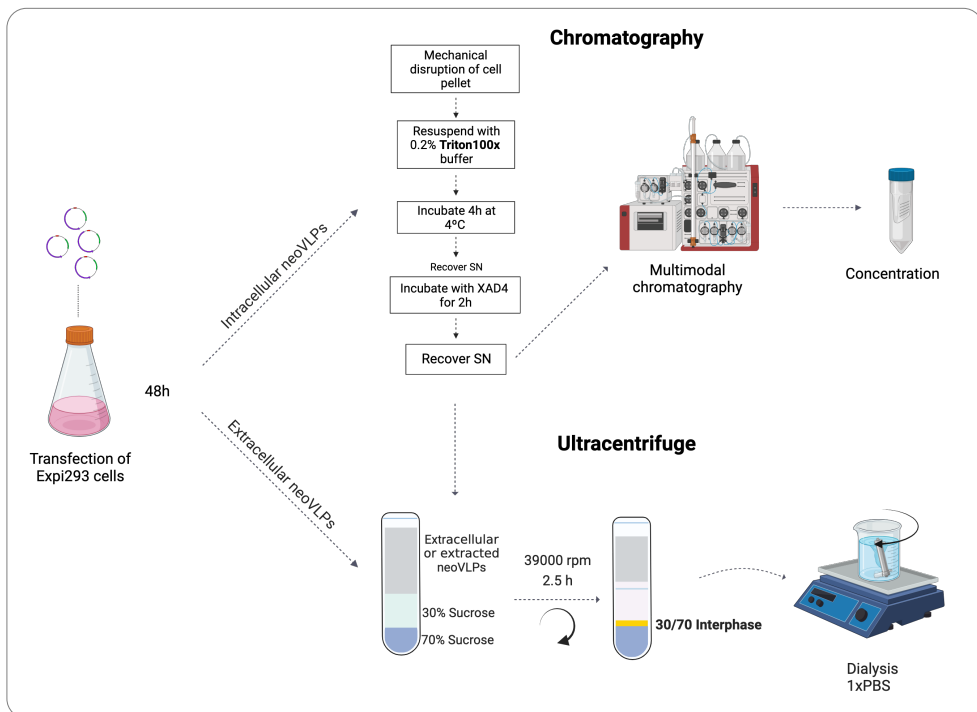 Chromatography
Mechanical
disruption of cell
pellet
Resuspend with
0.2% Triton100x
buffer
Incubate 4h at
4ºC
Recover SN
Incubate with XAD4
for 2h
Recover SN
Multimodal
chromatography
Concentration
Intracellular neoVLPs
48h
Transfection of
Expi293 cells
Extracellular neoVLPs
Ultracentrifuge
Extracellular
or extracted
neoVLPs
30% Sucrose
70% Sucrose
39000 rpm
2.5 h
30/70 Interphase
Dialysis
1xPBS